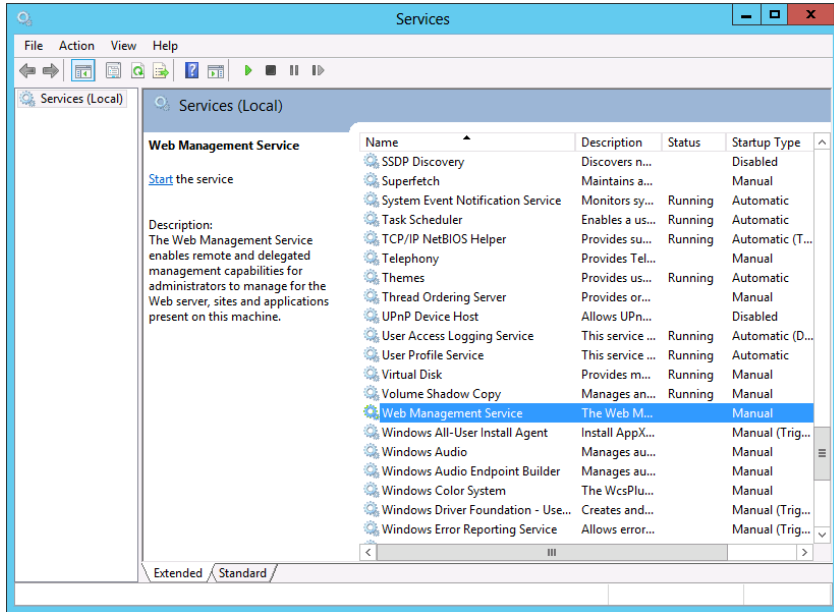 Services
File Action View Help
Services (Local)
Services (Local)
Web Management Service
Start the service
Description:
The Web Management Service
enables remote and delegated
management capabilities for
administrators to manage for the
Web server, sites and applications
present on this machine.
Name Description Status Startup Type
SSDP Discovery Discovers n... Disabled
Superfetch Maintains a... Manual
System Event Notification Service Monitors sy... Running Automatic
Task Scheduler Enables a us... Running Automatic
TCP/IP NetBIOS Helper Provides su... Running Automatic (T...
Telephony Provides Tel... Manual
Themes Provides us... Running Automatic
Thread Ordering Server Provides or... Manual
UPnP Device Host Allows UPn... Disabled
User Access Logging Service This service ... Running Automatic (D...
User Profile Service This service ... Running Automatic
Virtual Disk Provides m... Running Manual
Volume Shadow Copy Manages an... Running Manual
Web Management Service The Web M... Manual
Windows All-User Install Agent Install AppX... Manual (Trig...
Windows Audio Manages au... Manual
Windows Audio Endpoint Builder Manages au... Manual
Windows Color System The WcsPlu... Manual
Windows Driver Foundation - Use... Creates and... Manual (Trig...
Windows Error Reporting Service Allows error... Manual (Trig...
Extended Standard